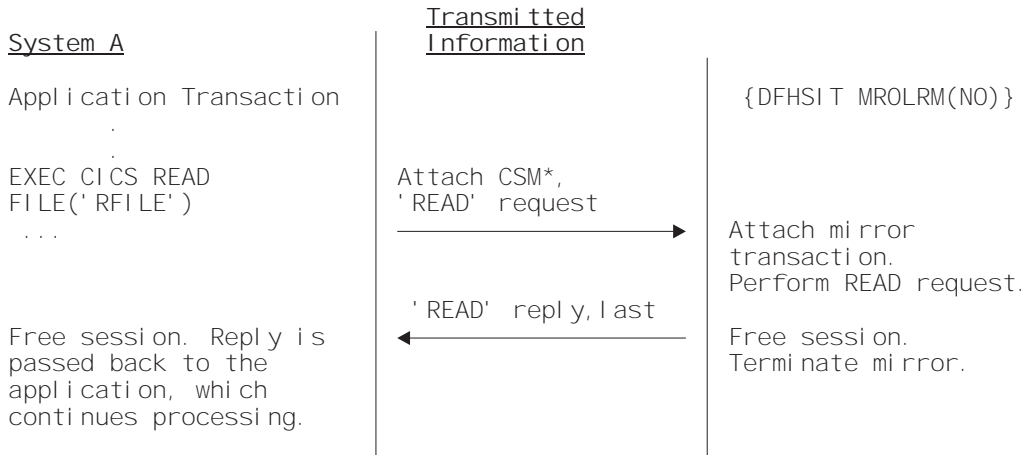 Transmitted
System A Information
Application Transaction {DFHSIT MROLRM(NO)}
.
.
EXEC CICS READ Attach CSM*,
FILE('RFILE') 'READ' request
... Attach mirror
transaction.
Perform READ request.
'READ' reply,last
Free session. Reply is Free session.
passed back to the Terminate mirror.
application, which
continues processing.